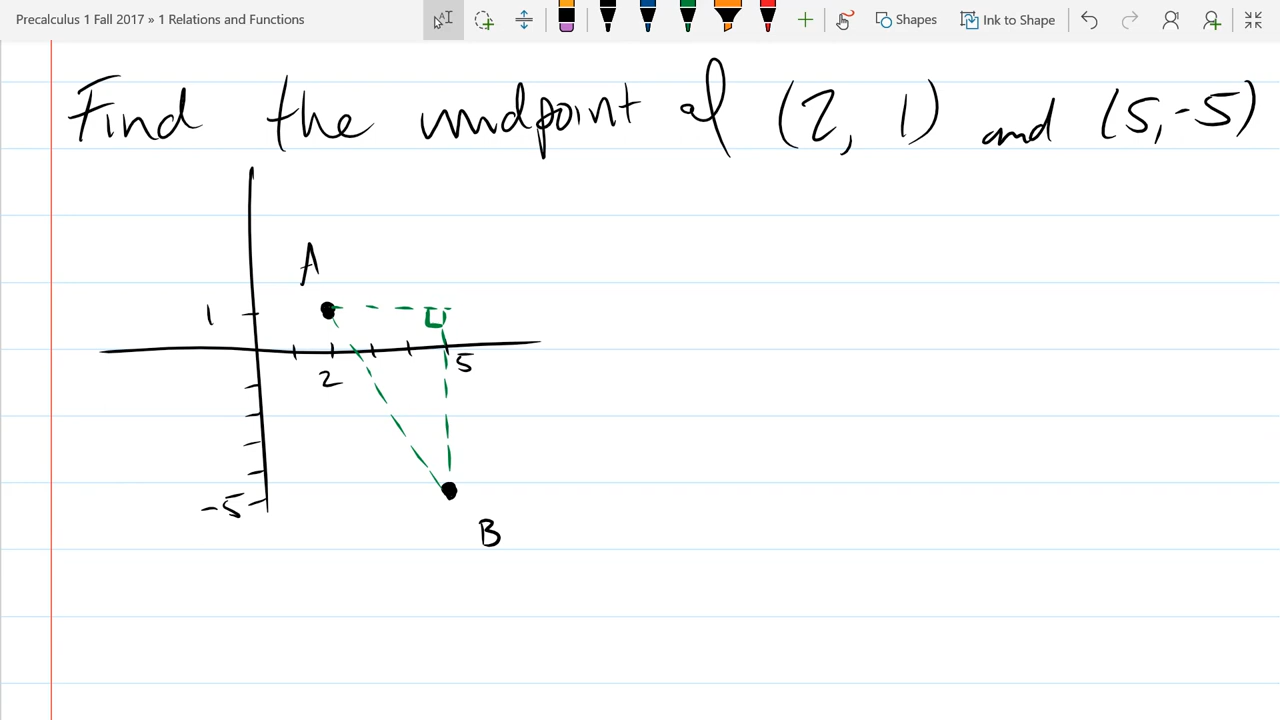 Precalculus 1 Fall 2017 » 1 Relations and Functions
Shapes
Ink to Shape
Find the midpoint of (2, 1) and (5, -5)
A
1
2
5
-5
B